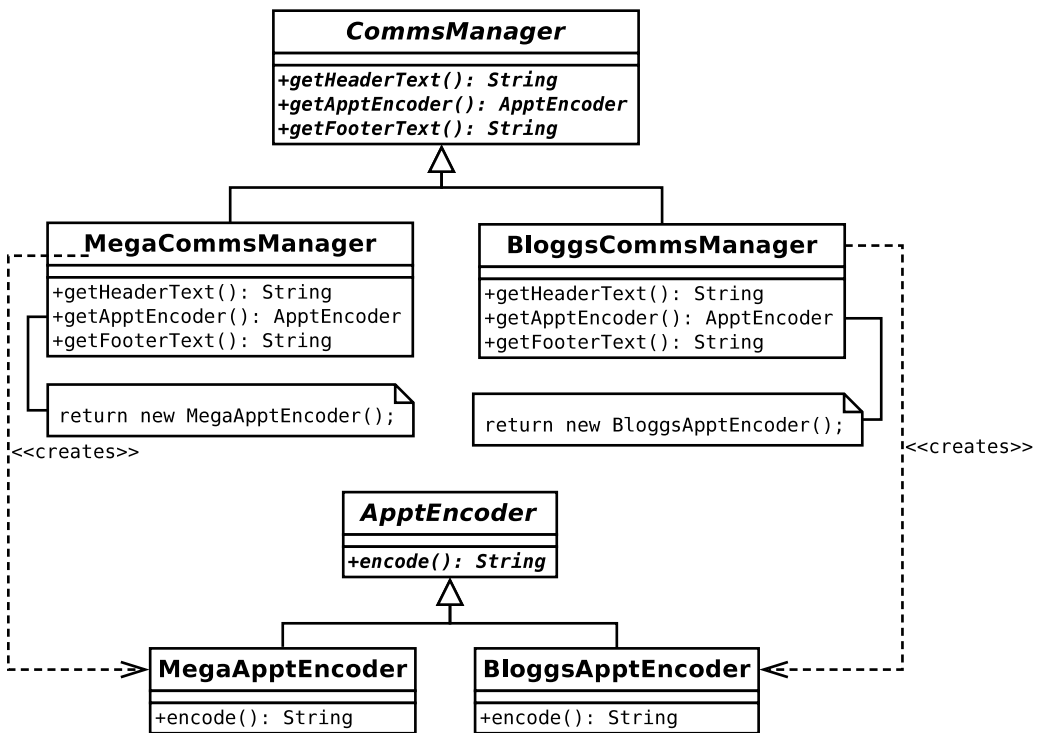 CommsManager
+getHeaderText(): String
+getApptEncoder(): ApptEncoder
+getFooterText(): String
MegaCommsManager
+getHeaderText(): String
+getApptEncoder(): ApptEncoder
+getFooterText(): String
BloggsCommsManager
+getHeaderText(): String
+getApptEncoder(): ApptEncoder
+getFooterText(): String
return new MegaApptEncoder();
return new BloggsApptEncoder();
<<creates>>
<<creates>>
ApptEncoder
+encode(): String
MegaApptEncoder
+encode(): String
BloggsApptEncoder
+encode(): String